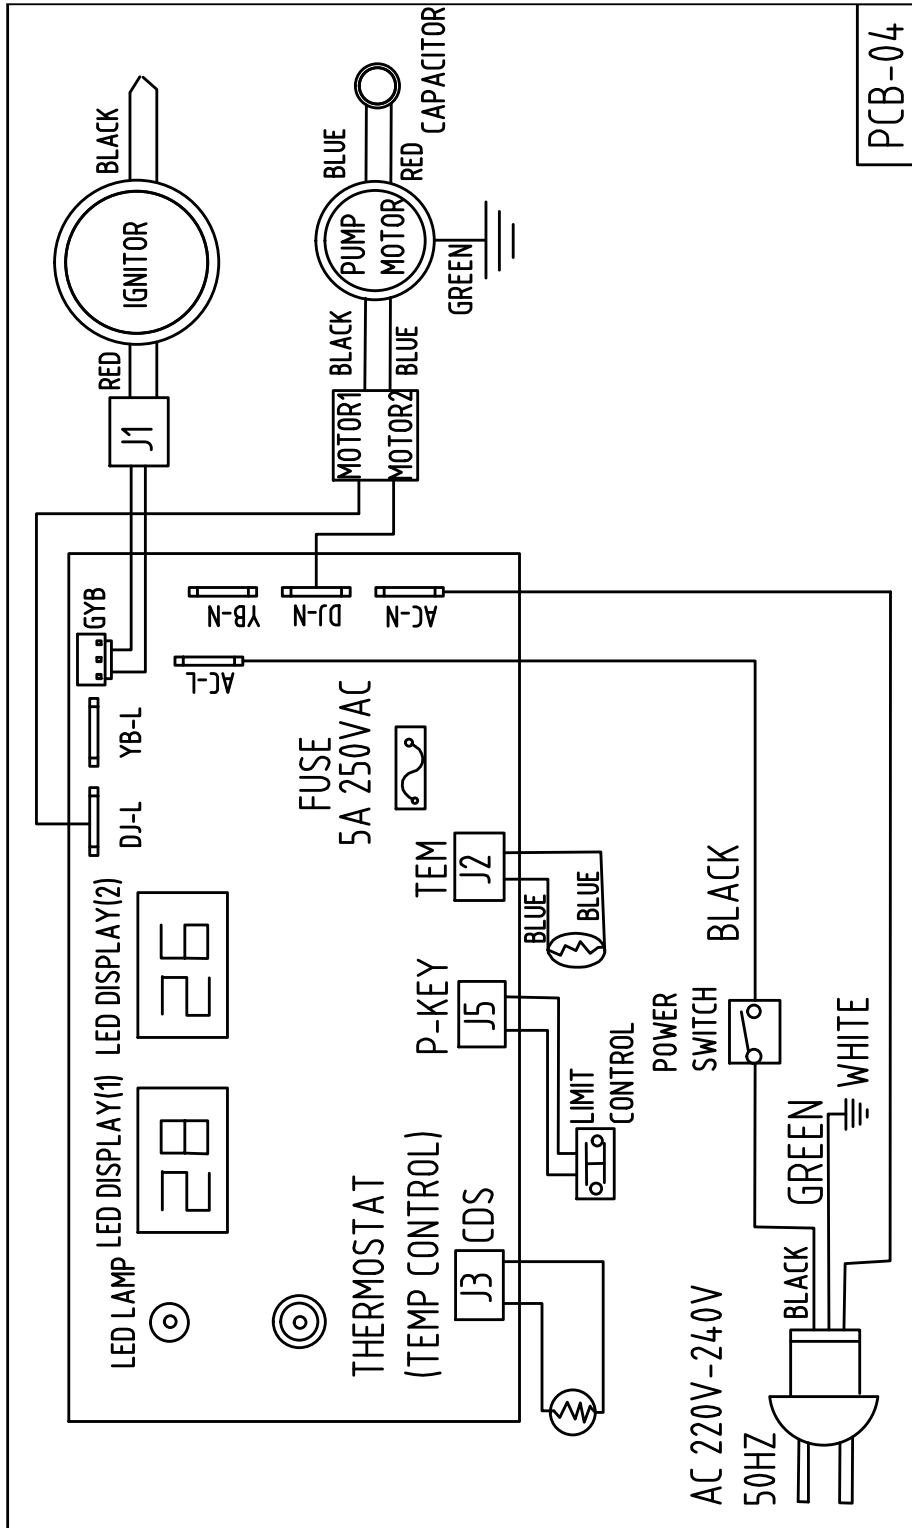 LED LAMP
LED DISPLAY(1)
LED DISPLAY(2)
28
26
DJ-L
YB-L
GYB
J1
RED
IGNITOR
BLACK
THERMOSTAT
(TEMP CONTROL)
FUSE
5A 250VAC
AC-L
YB-N
DJ-N
AC-N
MOTOR1
MOTOR2
BLACK
BLUE
PUMP
MOTOR
GREEN
BLUE
RED
CAPACITOR
CDS
J3
P-KEY
J5
TEM
J2
LIMIT
CONTROL
BLUE
BLUE
POWER
SWITCH
BLACK
AC 220V-240V
50HZ
BLACK
GREEN
WHITE
PCB-04